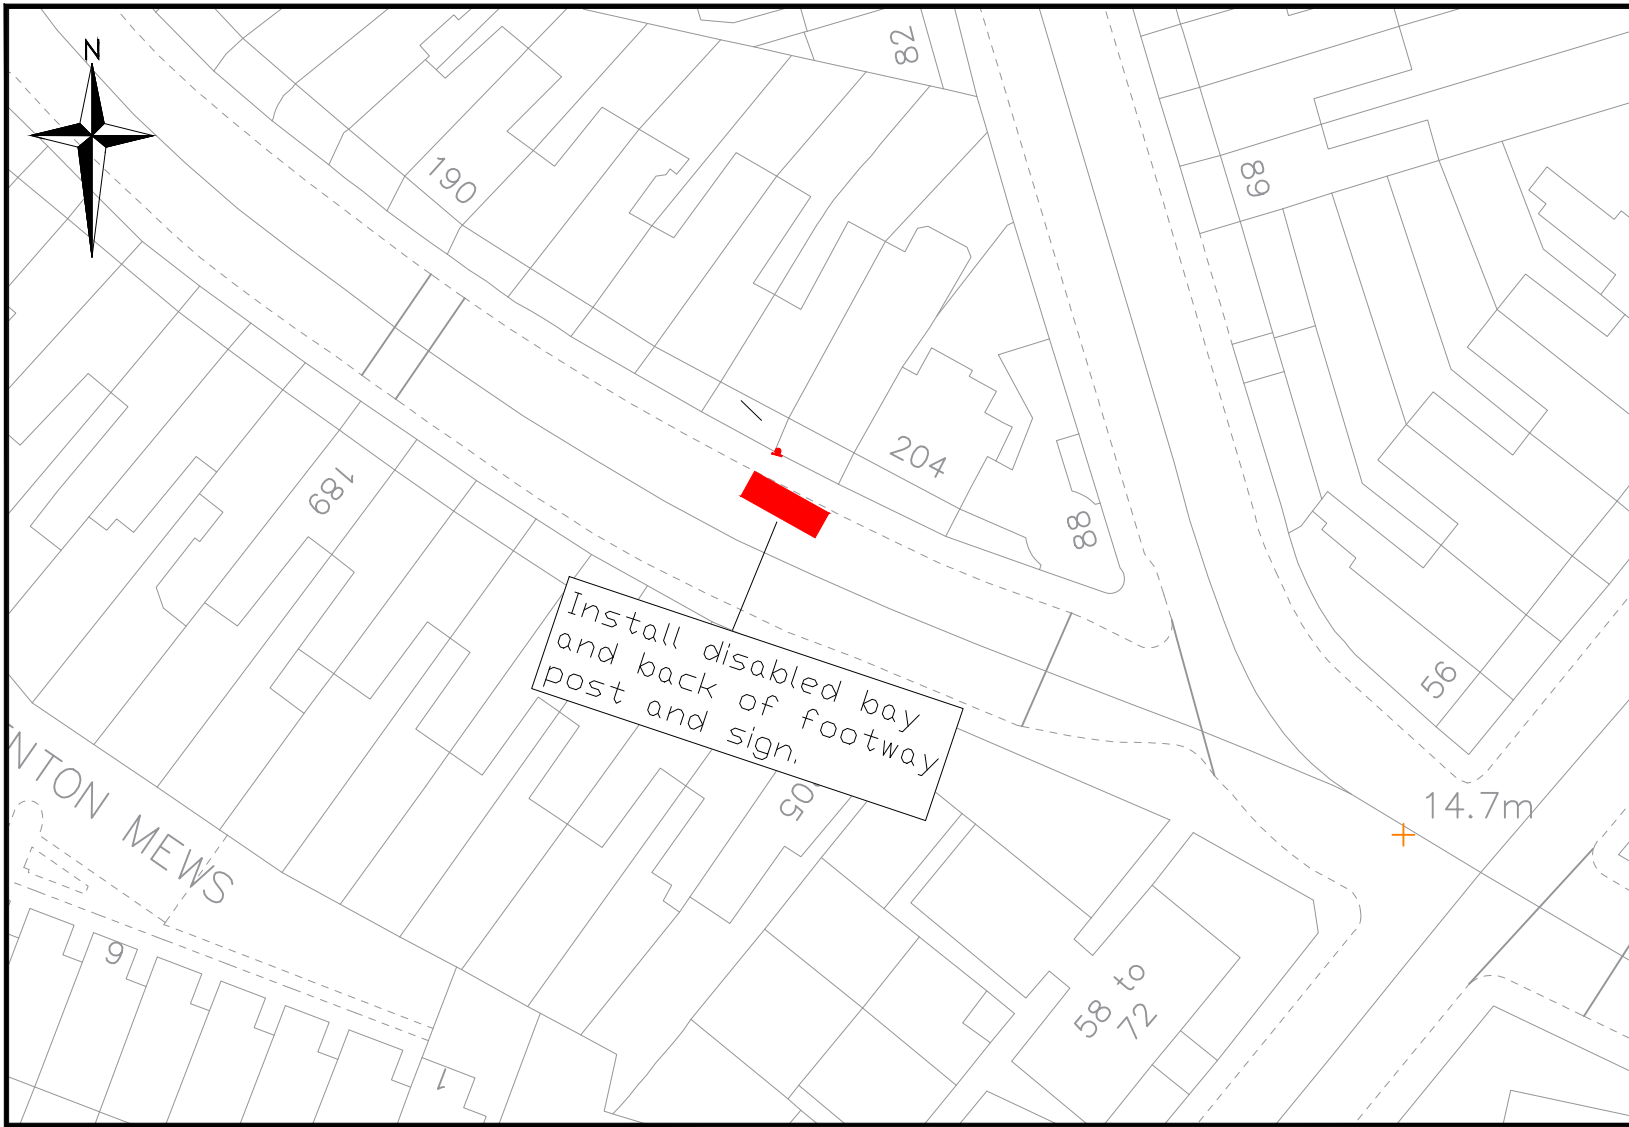 N
82
190
89
204
189
88
Install disabled bay
and back of footway
post and sign.
56
05
14.7m
NTON MEWS
9
58 to
72
1